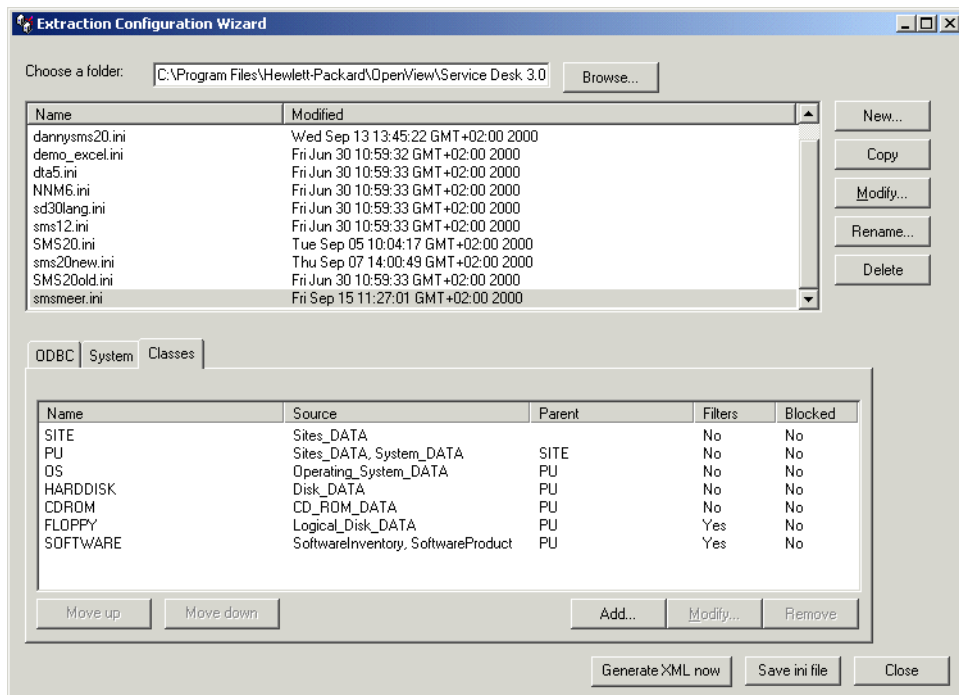 Extraction Configuration Wizard
Choose a folder: C:\Program Files\Hewlett-Packard\OpenView\Service Desk 3.0 Browse...
Name Modified
dannysms20.ini Wed Sep 13 13:45:22 GMT+02:00 2000
demo_excel.ini Fri Jun 30 10:59:32 GMT+02:00 2000
dta5.ini Fri Jun 30 10:59:33 GMT+02:00 2000
NNM6.ini Fri Jun 30 10:59:33 GMT+02:00 2000
sd30lang.ini Fri Jun 30 10:59:33 GMT+02:00 2000
sms12.ini Fri Jun 30 10:59:33 GMT+02:00 2000
SMS20.ini Tue Sep 05 10:04:17 GMT+02:00 2000
sms20new.ini Thu Sep 07 14:00:49 GMT+02:00 2000
SMS20old.ini Fri Jun 30 10:59:33 GMT+02:00 2000
smsmeer.ini Fri Sep 15 11:27:01 GMT+02:00 2000
New...
Copy
Modify...
Rename...
Delete
ODBC System Classes
Name Source Parent Filters Blocked
SITE Sites_DATA No No
PU Sites_DATA, System_DATA SITE No No
OS Operating_System_DATA PU No No
HARDDISK Disk_DATA PU No No
CDROM CD_ROM_DATA PU No No
FLOPPY Logical_Disk_DATA PU Yes No
SOFTWARE SoftwareInventory, SoftwareProduct PU Yes No
Move up Move down Add... Modify... Remove
Generate XML now Save ini file Close